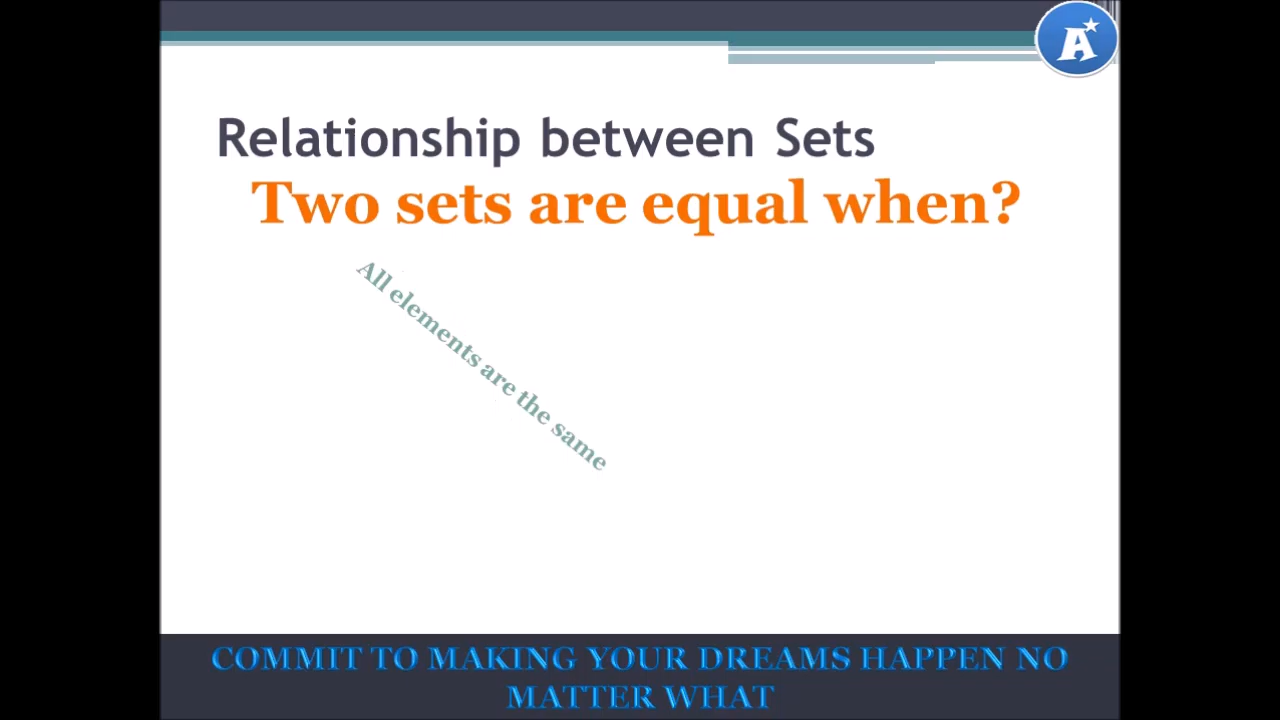 A
Relationship between Sets
Two sets are equal when?
All elements are the same
COMMIT TO MAKING YOUR DREAMS HAPPEN NO
MATTER WHAT